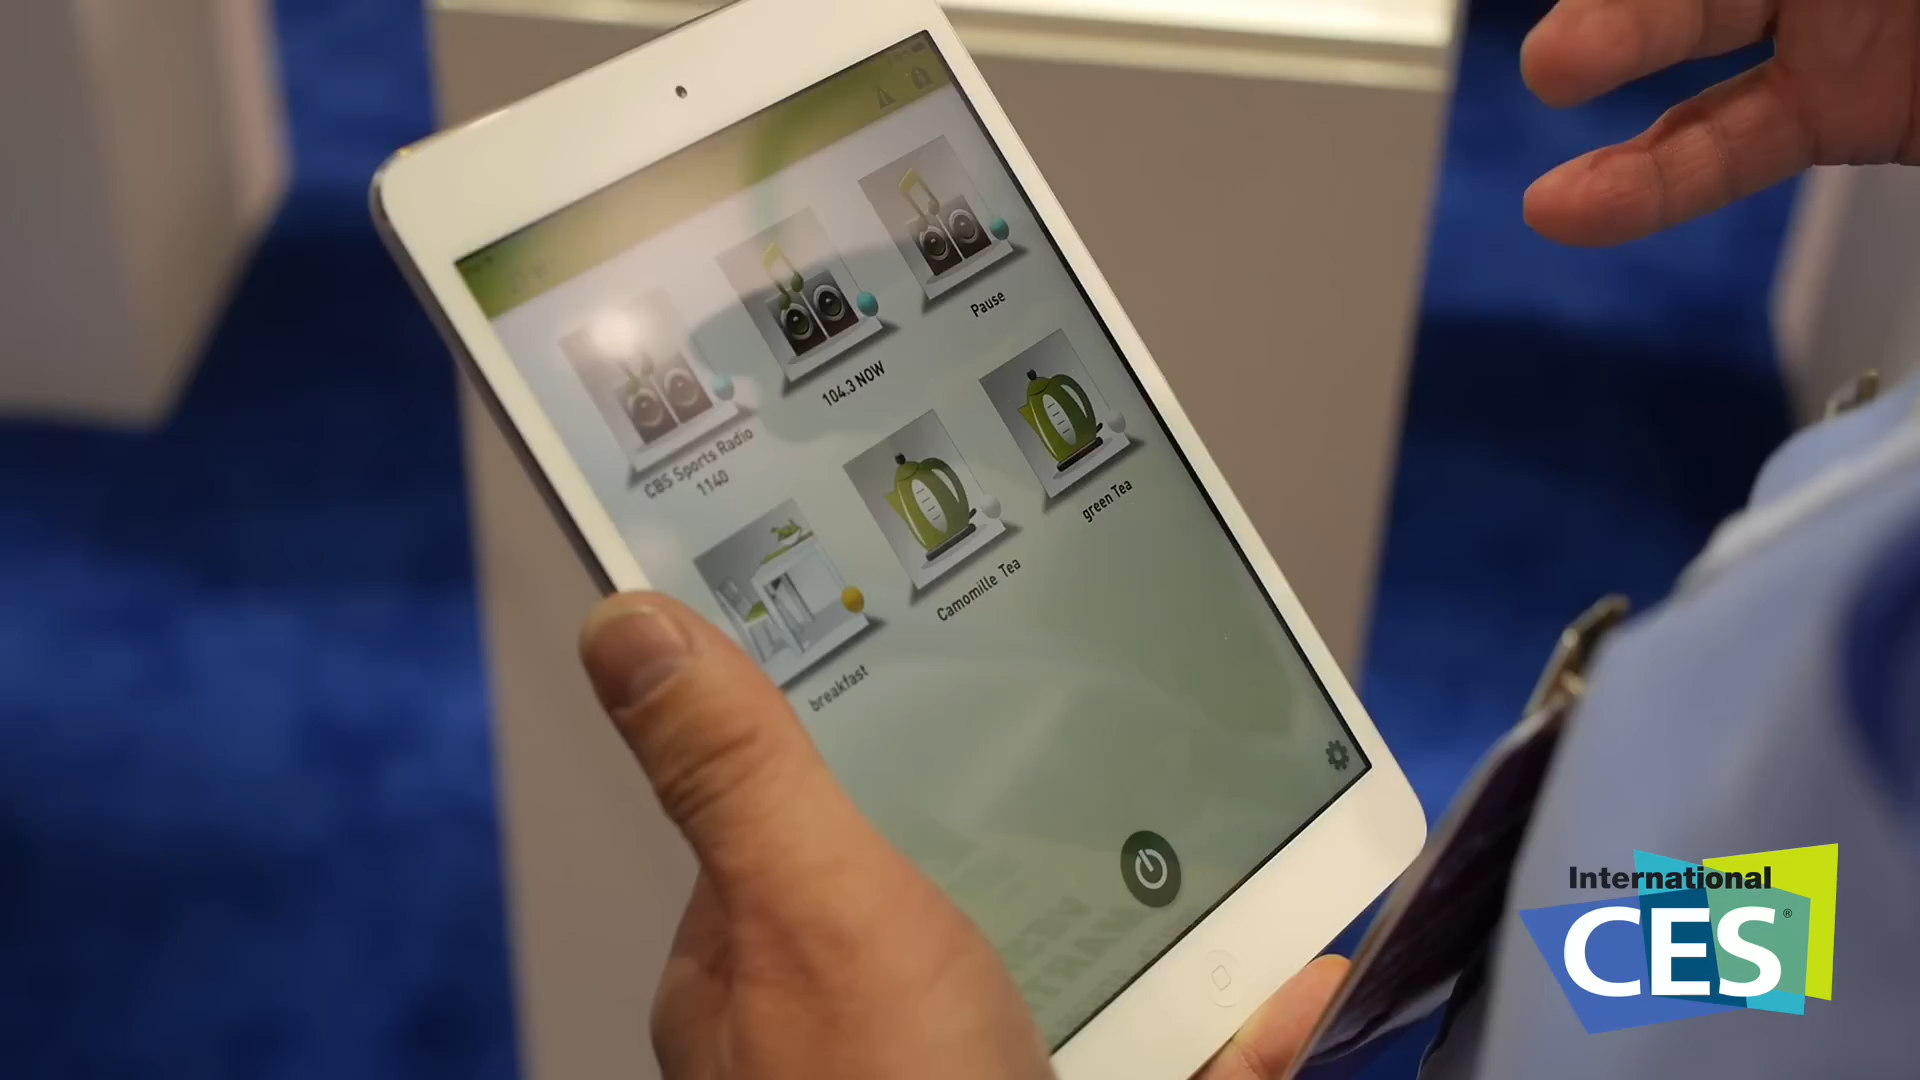 CBS Sports Radio
1140
104.3 NOW
Pause
breakfast
Camomille Tea
green Tea
International
CES®